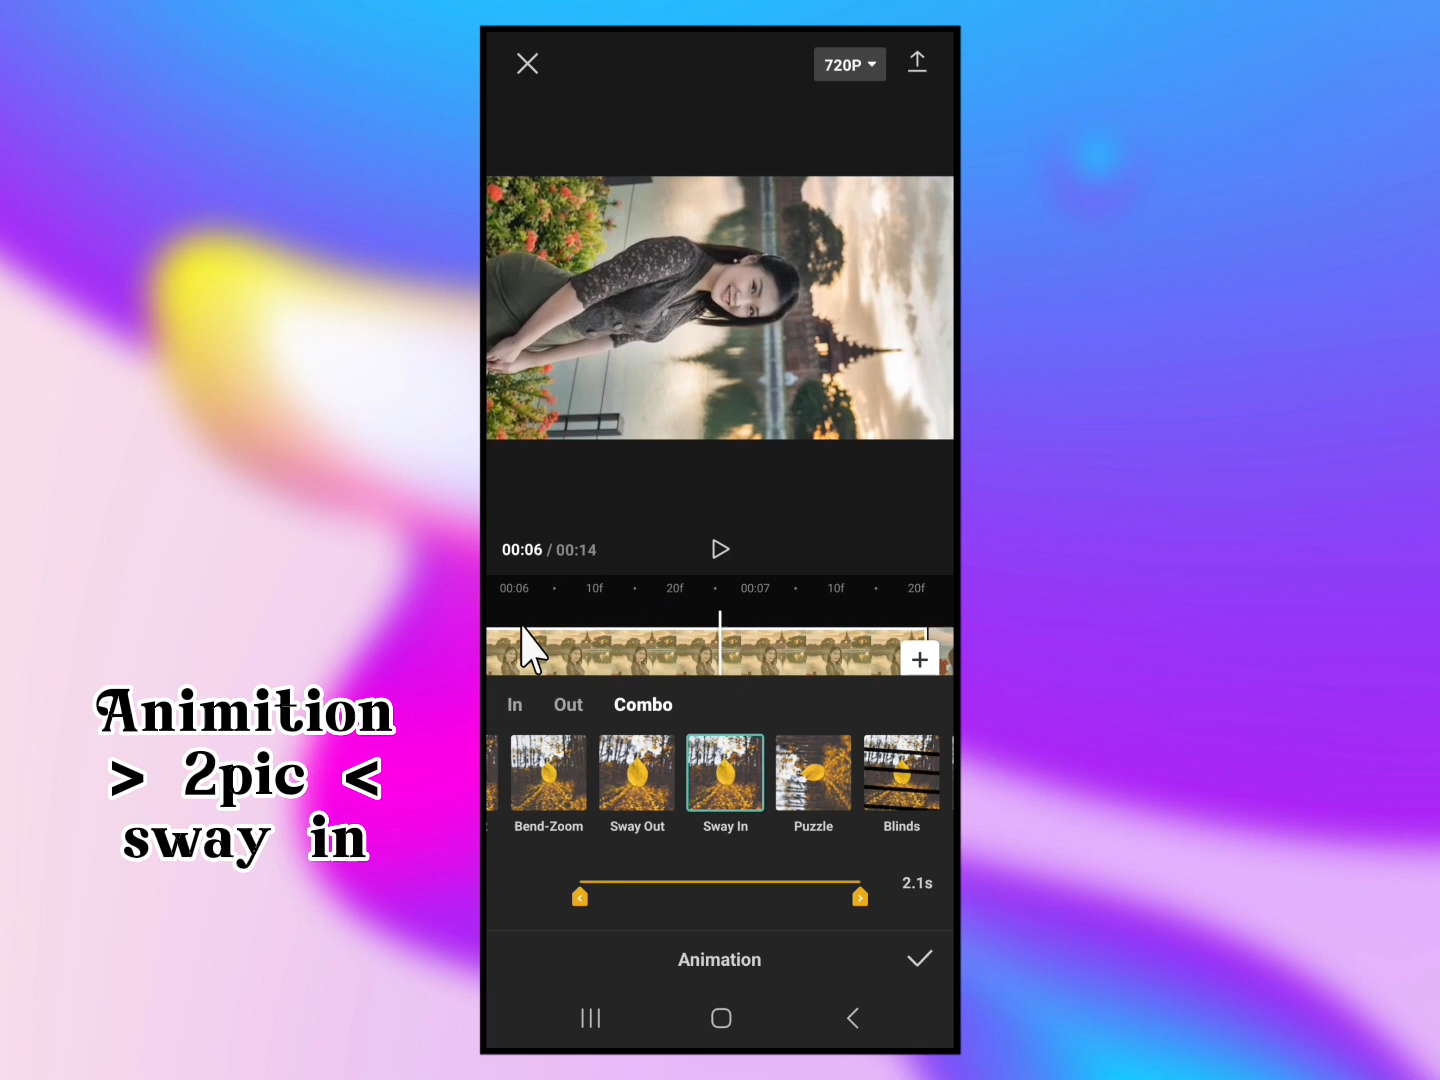 720P
00:06 / 00:14
00:06 10f 20f 00:07 10f 20f
In Out Combo
Bend-Zoom Sway Out Sway In Puzzle Blinds
2.1s
Animation
Animition
> 2pic <
sway in